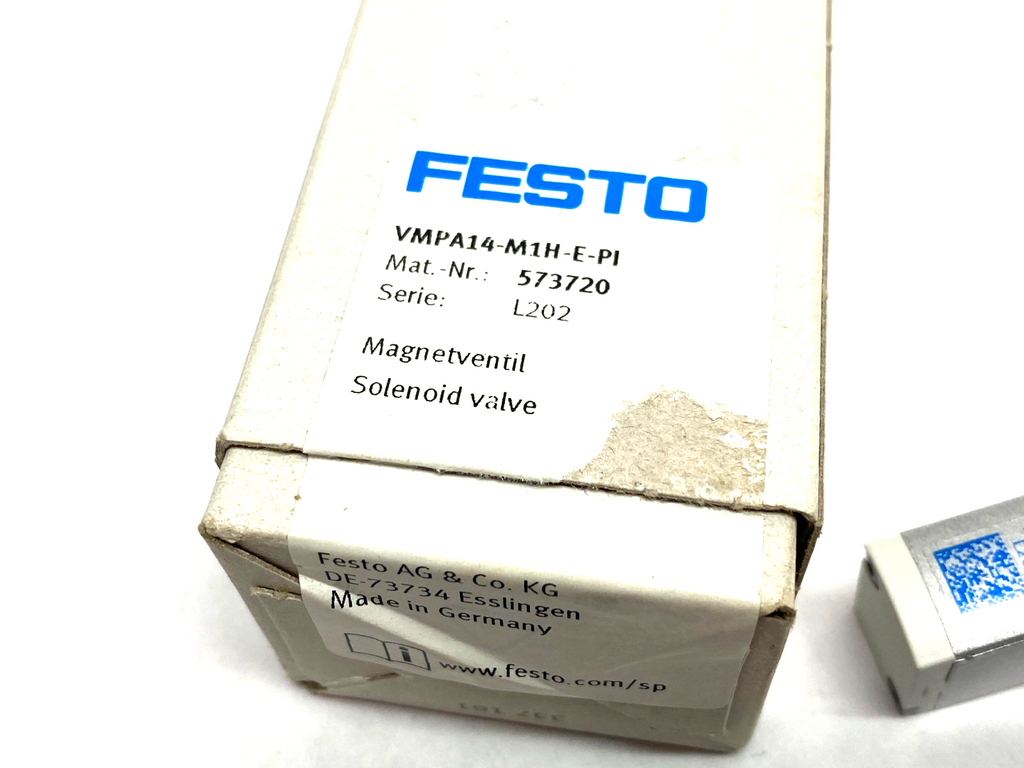 FESTO
VMPA14-M1H-E-PI
Mat.-Nr.: 573720
Serie: L202
Magnetventil
Solenoid valve
Festo AG & Co. KG
DE-73734 Esslingen
Made in Germany
www.festo.com/sp